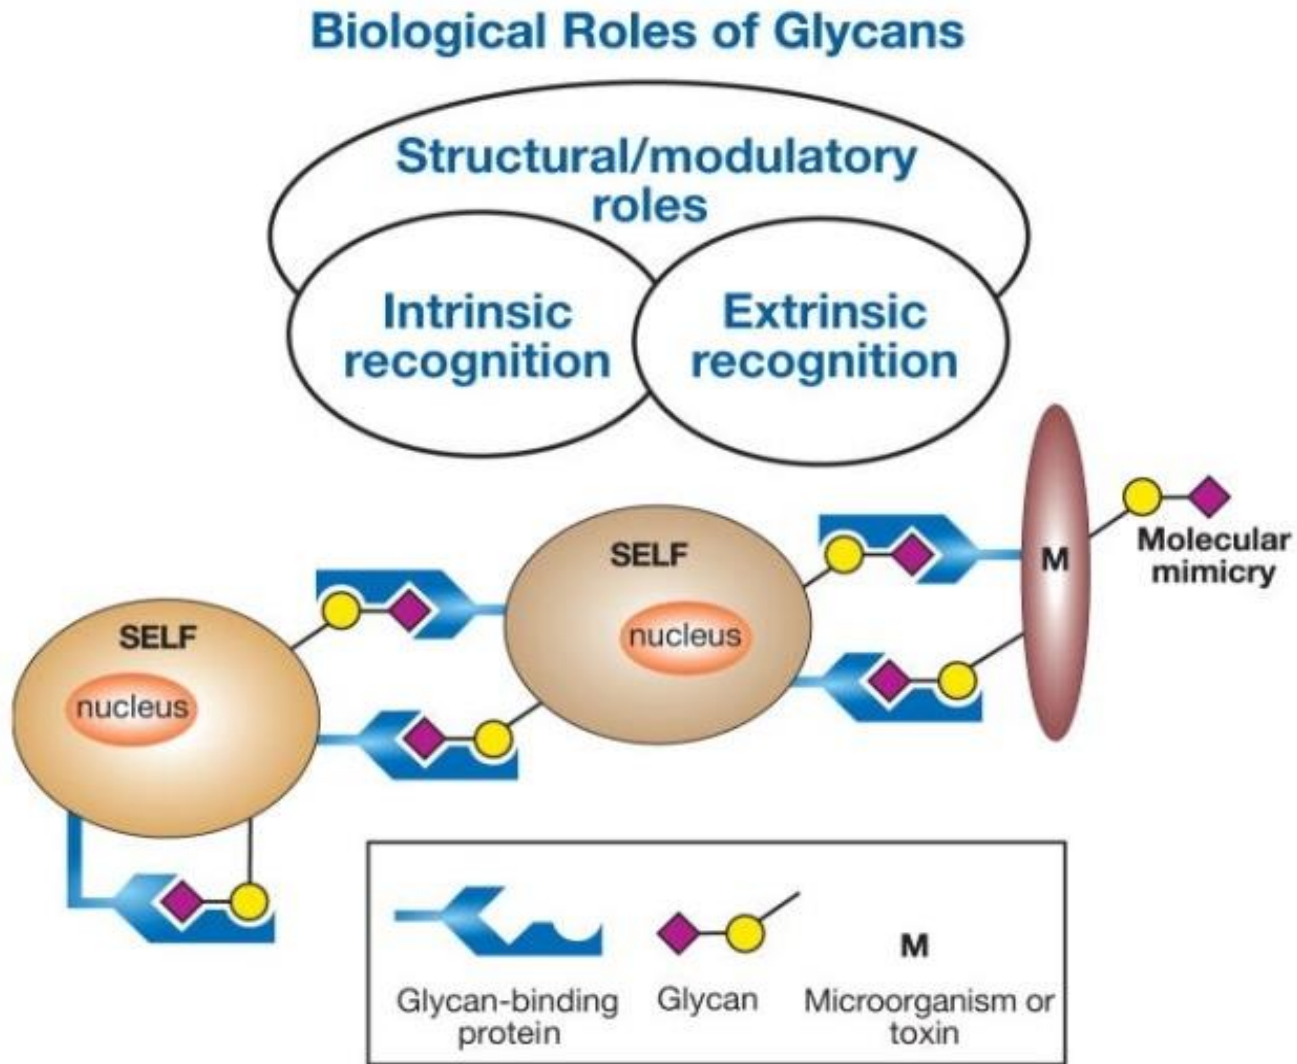 Biological Roles of Glycans
Structural/modulatory
roles
Intrinsic
recognition
Extrinsic
recognition
SELF
nucleus
SELF
nucleus
M
Molecular
mimicry
Glycan-binding
protein
Glycan
M
Microorganism or
toxin